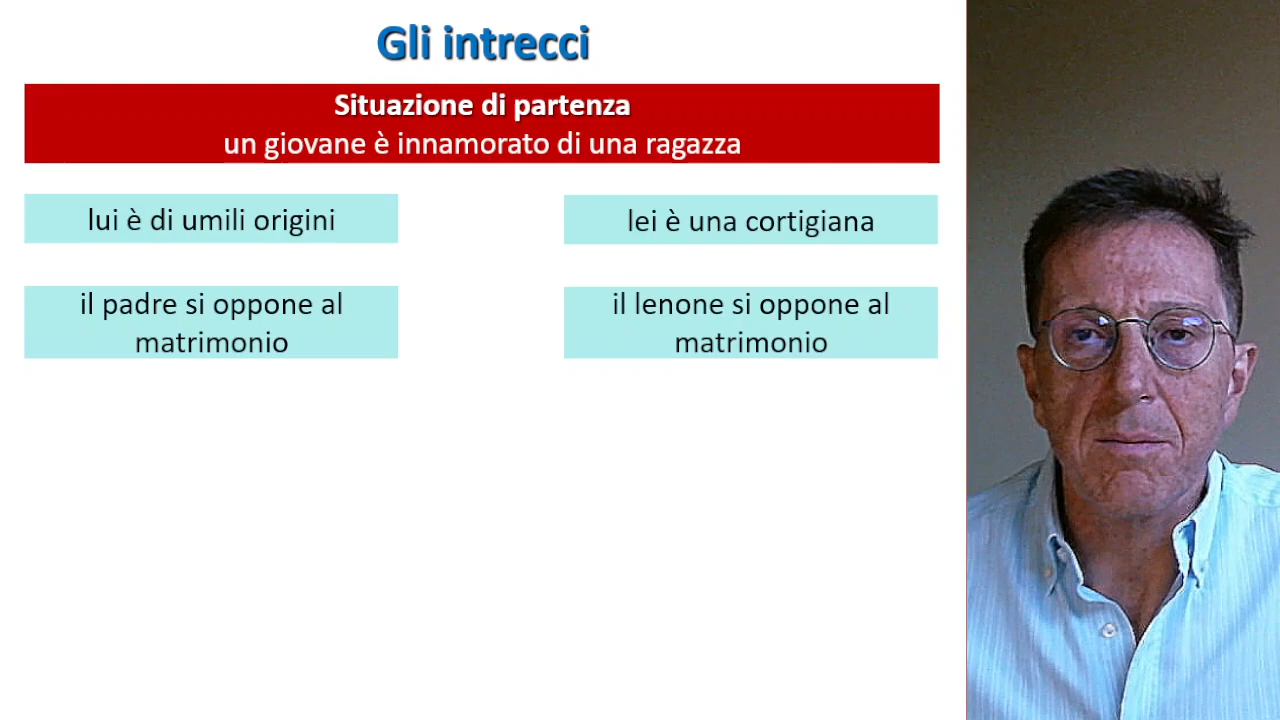 Gli intrecci
Situazione di partenza
un giovane è innamorato di una ragazza
lui è di umili origini
lei è una cortigiana
il padre si oppone al
matrimonio
il lenone si oppone al
matrimonio